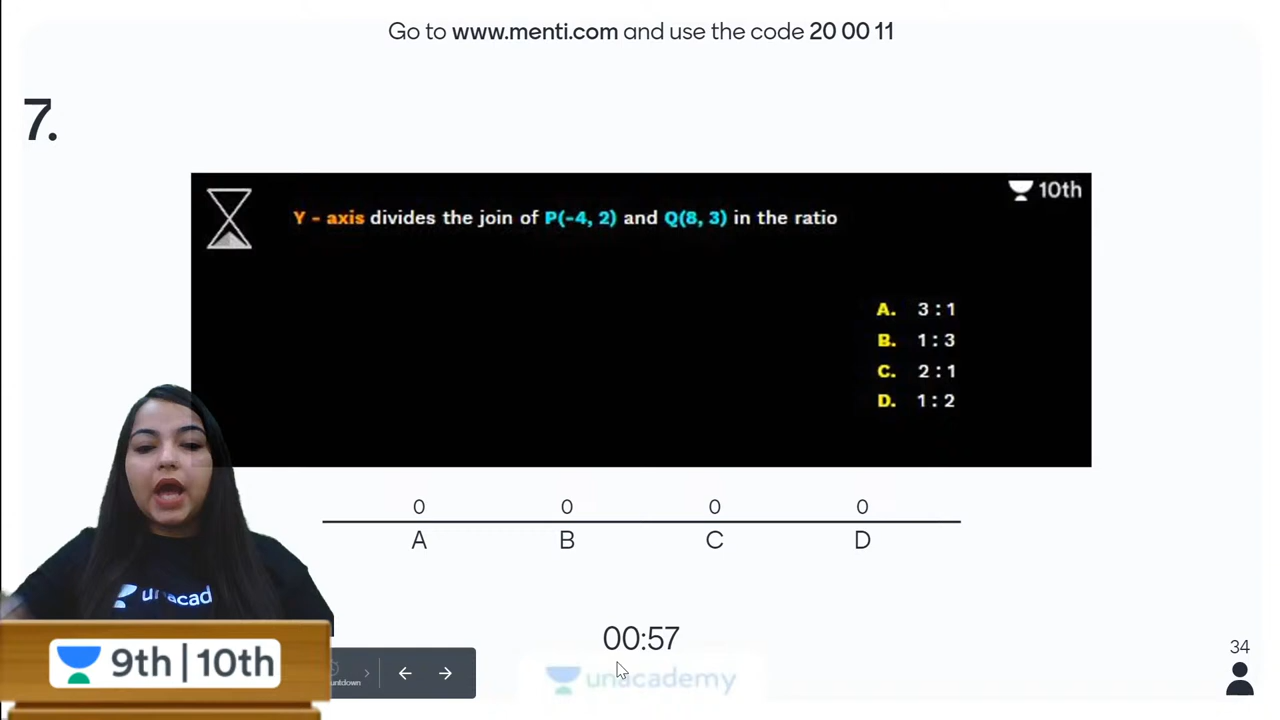 Go to www.menti.com and use the code 20 00 11
7.
10th
Y - axis divides the join of P(-4, 2) and Q(8, 3) in the ratio
A. 3 : 1
B. 1 : 3
C. 2 : 1
D. 1 : 2
0 0 0 0
A B C D
unacad
00:57
34
9th | 10th
untdown
unacademy